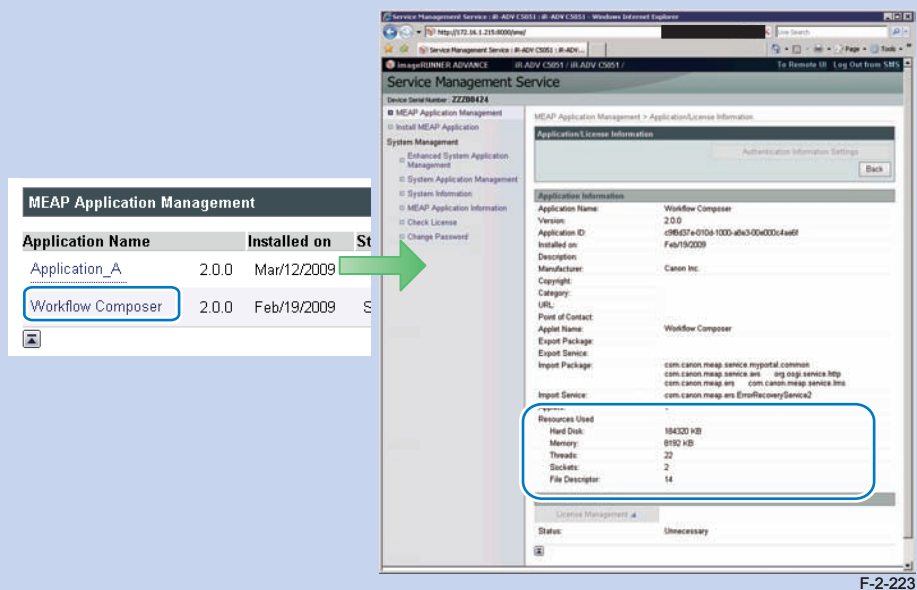 MEAP Application Management
Application Name Installed on St
Application_A 2.0.0 Mar/12/2009
Workflow Composer 2.0.0 Feb/19/2009 S
Service Management Service : iR-ADV C5051 : iR-ADV C5051 - Windows Internet Explorer
http://172.16.1.215:8000/sms/
Live Search
Service Management Service : iR-ADV C5051 : iR-ADV...
Page Tools
imageRUNNER ADVANCE iR-ADV C5051 / iR-ADV C5051 /
To Remote UI Log Out from SMS
Service Management Service
Device Serial Number : ZZZ00424
MEAP Application Management
Install MEAP Application
System Management
Enhanced System Application
Management
System Application Management
System Information
MEAP Application Information
Check License
Change Password
MEAP Application Management > Application/License Information
Application/License Information
Authentication Information Settings
Back
Application Information
Application Name: Workflow Composer
Version: 2.0.0
Application ID:
Installed on: Feb/19/2009
Description:
Manufacturer: Canon Inc.
Copyright:
Category:
URL:
Point of Contact:
Applet Name: Workflow Composer
Export Package:
Export Service:
Import Package: com.canon.meap.service.myportal.common
com.canon.meap.service.avs org.osgi.service.http
com.canon.meap.ers com.canon.meap.service.lms
Import Service: com.canon.meap.ers.ErrorRecoveryService2
Resources Used
Hard Disk: 184320 KB
Memory: 8192 KB
Threads: 22
Sockets: 2
File Descriptor: 14
License Management
Status: Unnecessary
F-2-223